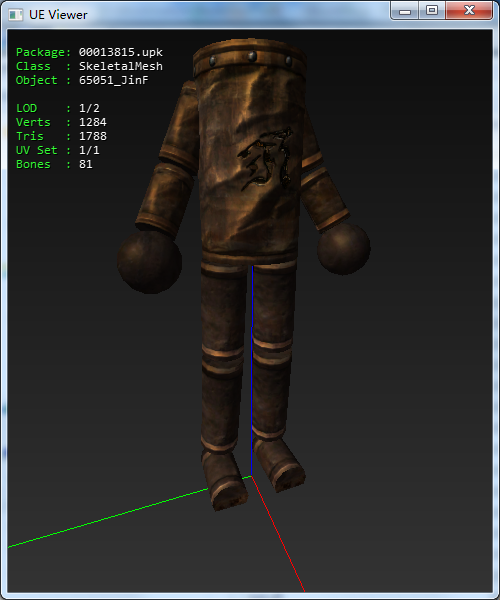 UE Viewer
Package: 00013815.upk
Class : SkeletalMesh
Object : 65051_JinF
LOD : 1/2
Verts : 1284
Tris : 1788
UV Set : 1/1
Bones : 81